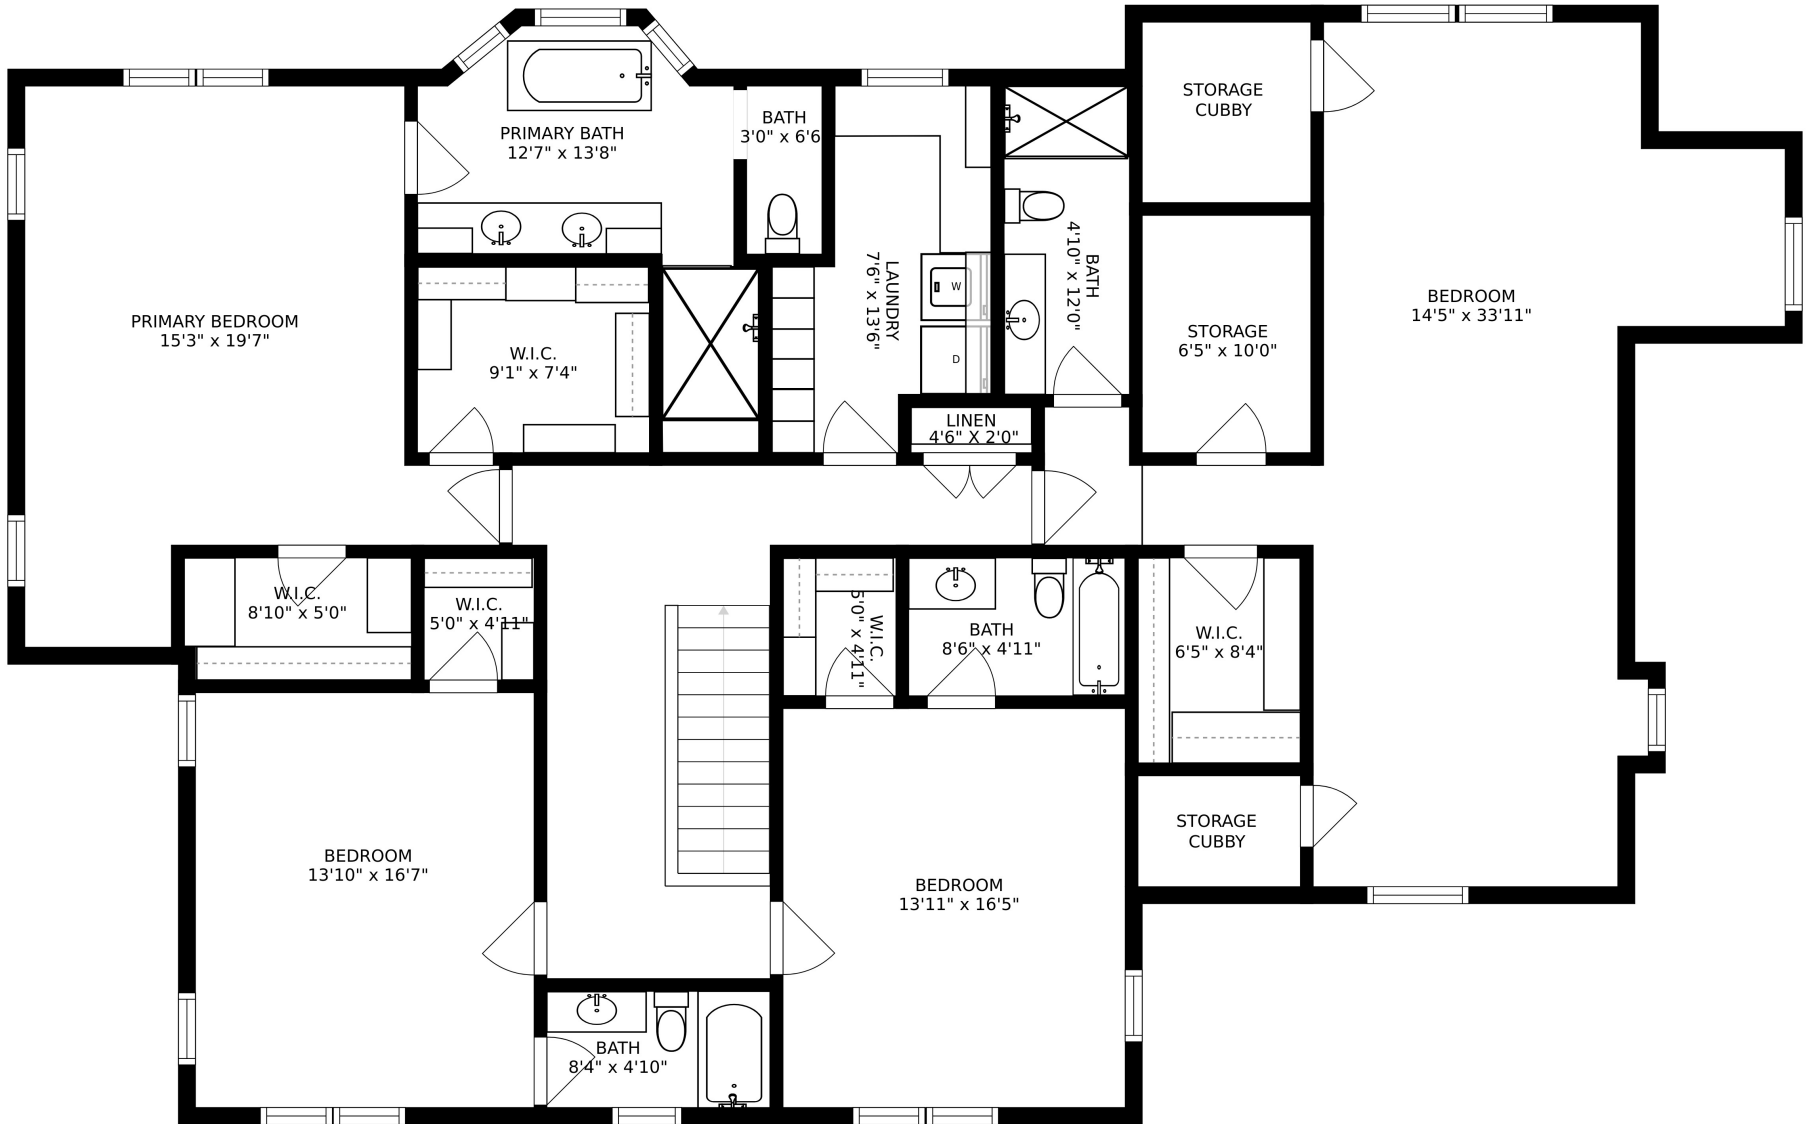 PRIMARY BEDROOM
15'3" x 19'7"
PRIMARY BATH
12'7" x 13'8"
BATH
3'0" x 6'6
W.I.C.
9'1" x 7'4"
LAUNDRY
7'6" x 13'6"
W
D
BATH
4'10" x 12'0"
LINEN
4'6" X 2'0"
STORAGE
CUBBY
STORAGE
6'5" x 10'0"
BEDROOM
14'5" x 33'11"
W.I.C.
8'10" x 5'0"
W.I.C.
5'0" x 4'11"
W.I.C.
5'0" x 4'11"
BATH
8'6" x 4'11"
W.I.C.
6'5" x 8'4"
STORAGE
CUBBY
BEDROOM
13'10" x 16'7"
BEDROOM
13'11" x 16'5"
BATH
8'4" x 4'10"